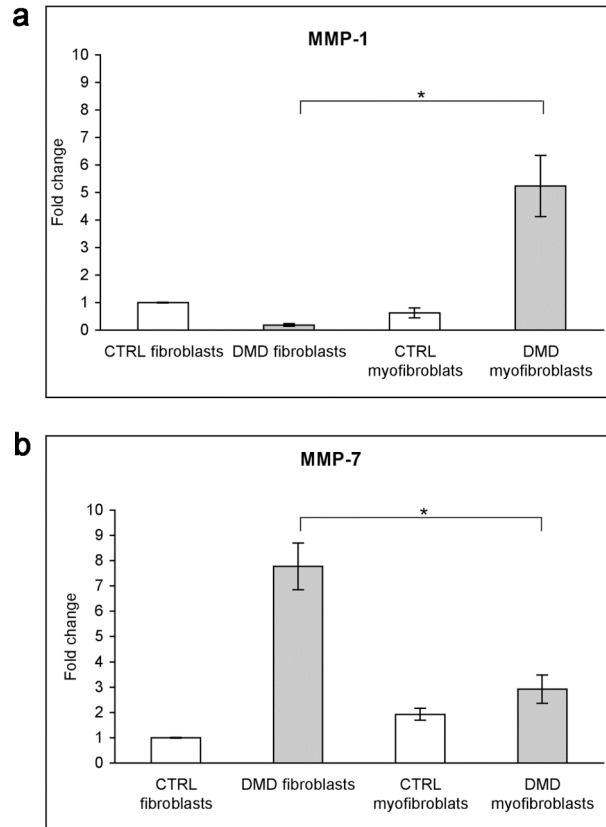 a
MMP-1
Fold change
10
9
8
7
6
5
4
3
2
1
0
*
CTRL fibroblasts DMD fibroblasts CTRL DMD
myofibroblats myofibroblasts
b
MMP-7
Fold change
10
9
8
7
6
5
4
3
2
1
0
*
CTRL DMD fibroblasts CTRL DMD
fibroblasts myofibroblats myofibroblasts